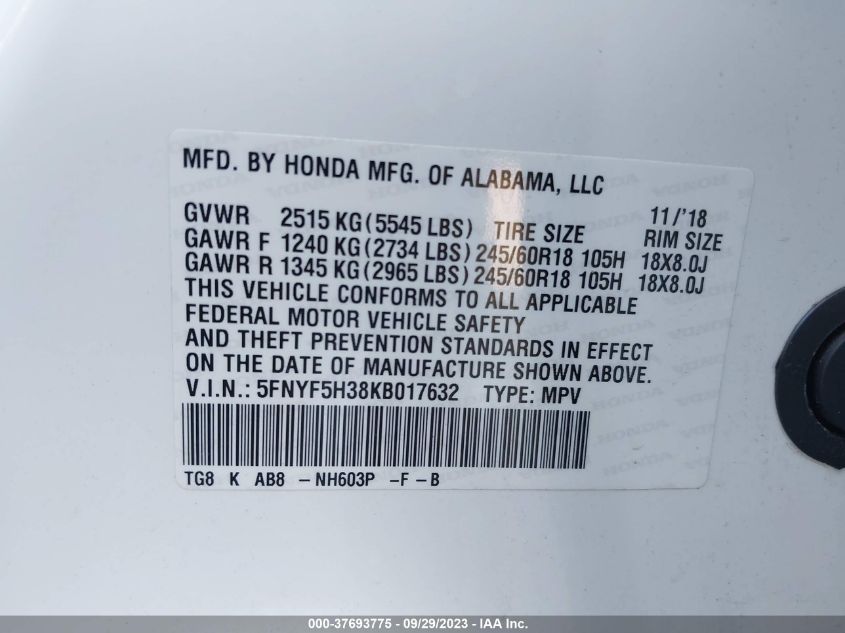 MFD. BY HONDA MFG. OF ALABAMA, LLC
11/'18
GVWR 2515 KG(5545 LBS) TIRE SIZE RIM SIZE
GAWR F 1240 KG(2734 LBS) 245/60R18 105H 18X8.0J
GAWR R 1345 KG(2965 LBS) 245/60R18 105H 18X8.0J
THIS VEHICLE CONFORMS TO ALL APPLICABLE
FEDERAL MOTOR VEHICLE SAFETY
AND THEFT PREVENTION STANDARDS IN EFFECT
ON THE DATE OF MANUFACTURE SHOWN ABOVE.
V.I.N.: 5FNYF5H38KB017632 TYPE: MPV
TG8 K AB8 -NH603P -F-B
000-37693775 - 09/29/2023 - IAA Inc.